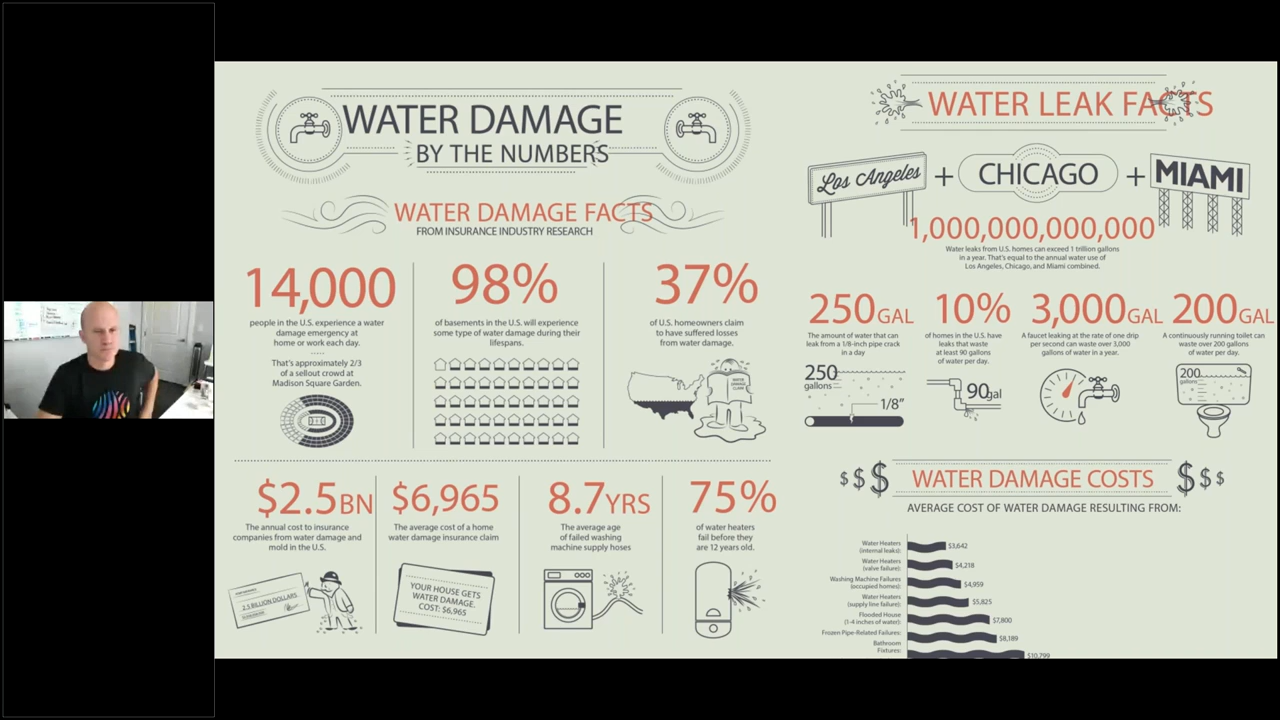 WATER DAMAGE
BY THE NUMBERS
WATER DAMAGE FACTS
FROM INSURANCE INDUSTRY RESEARCH
14,000
people in the U.S. experience a water
damage emergency at
home or work each day.
That's approximately 2/3
of a sellout crowd at
Madison Square Garden.
98%
of basements in the U.S. will experience
some type of water damage during their
lifespans.
37%
of U.S. homeowners claim
to have suffered losses
from water damage.
WATER
DAMAGE
CLAIM
$2.5BN
The annual cost to insurance
companies from water damage and
mold in the U.S.
2.5 BILLION DOLLARS
$6,965
The average cost of a home
water damage insurance claim
YOUR HOUSE GETS
WATER DAMAGE.
COST: $6,965
8.7YRS
The average age
of failed washing
machine supply hoses
75%
of water heaters
fail before they
are 12 years old.
WATER LEAK FACTS
Los Angeles + CHICAGO + MIAMI
1,000,000,000,000
Water leaks from U.S. homes can exceed 1 trillion gallons
in a year. That's equal to the annual water use of
Los Angeles, Chicago, and Miami combined.
250GAL
The amount of water that can
leak from a 1/8-inch pipe crack
in a day
250
gallons
1/8"
10%
of homes in the U.S. have
leaks that waste
at least 90 gallons
of water per day.
90gal
3,000GAL
A faucet leaking at the rate of one drip
per second can waste over 3,000
gallons of water in a year.
200GAL
A continuously running toilet can
waste over 200 gallons
of water per day.
200
gallons
$ $ $ WATER DAMAGE COSTS $ $ $
AVERAGE COST OF WATER DAMAGE RESULTING FROM:
Water Heaters
(internal leaks): $3,642
Water Heaters
(valve failure): $4,218
Washing Machine Failures
(occupied homes): $4,959
Water Heaters
(supply line failure): $5,825
Flooded House
(1-4 inches of water): $7,800
Frozen Pipe-Related Failures: $8,189
Bathroom
Fixtures: $10,799